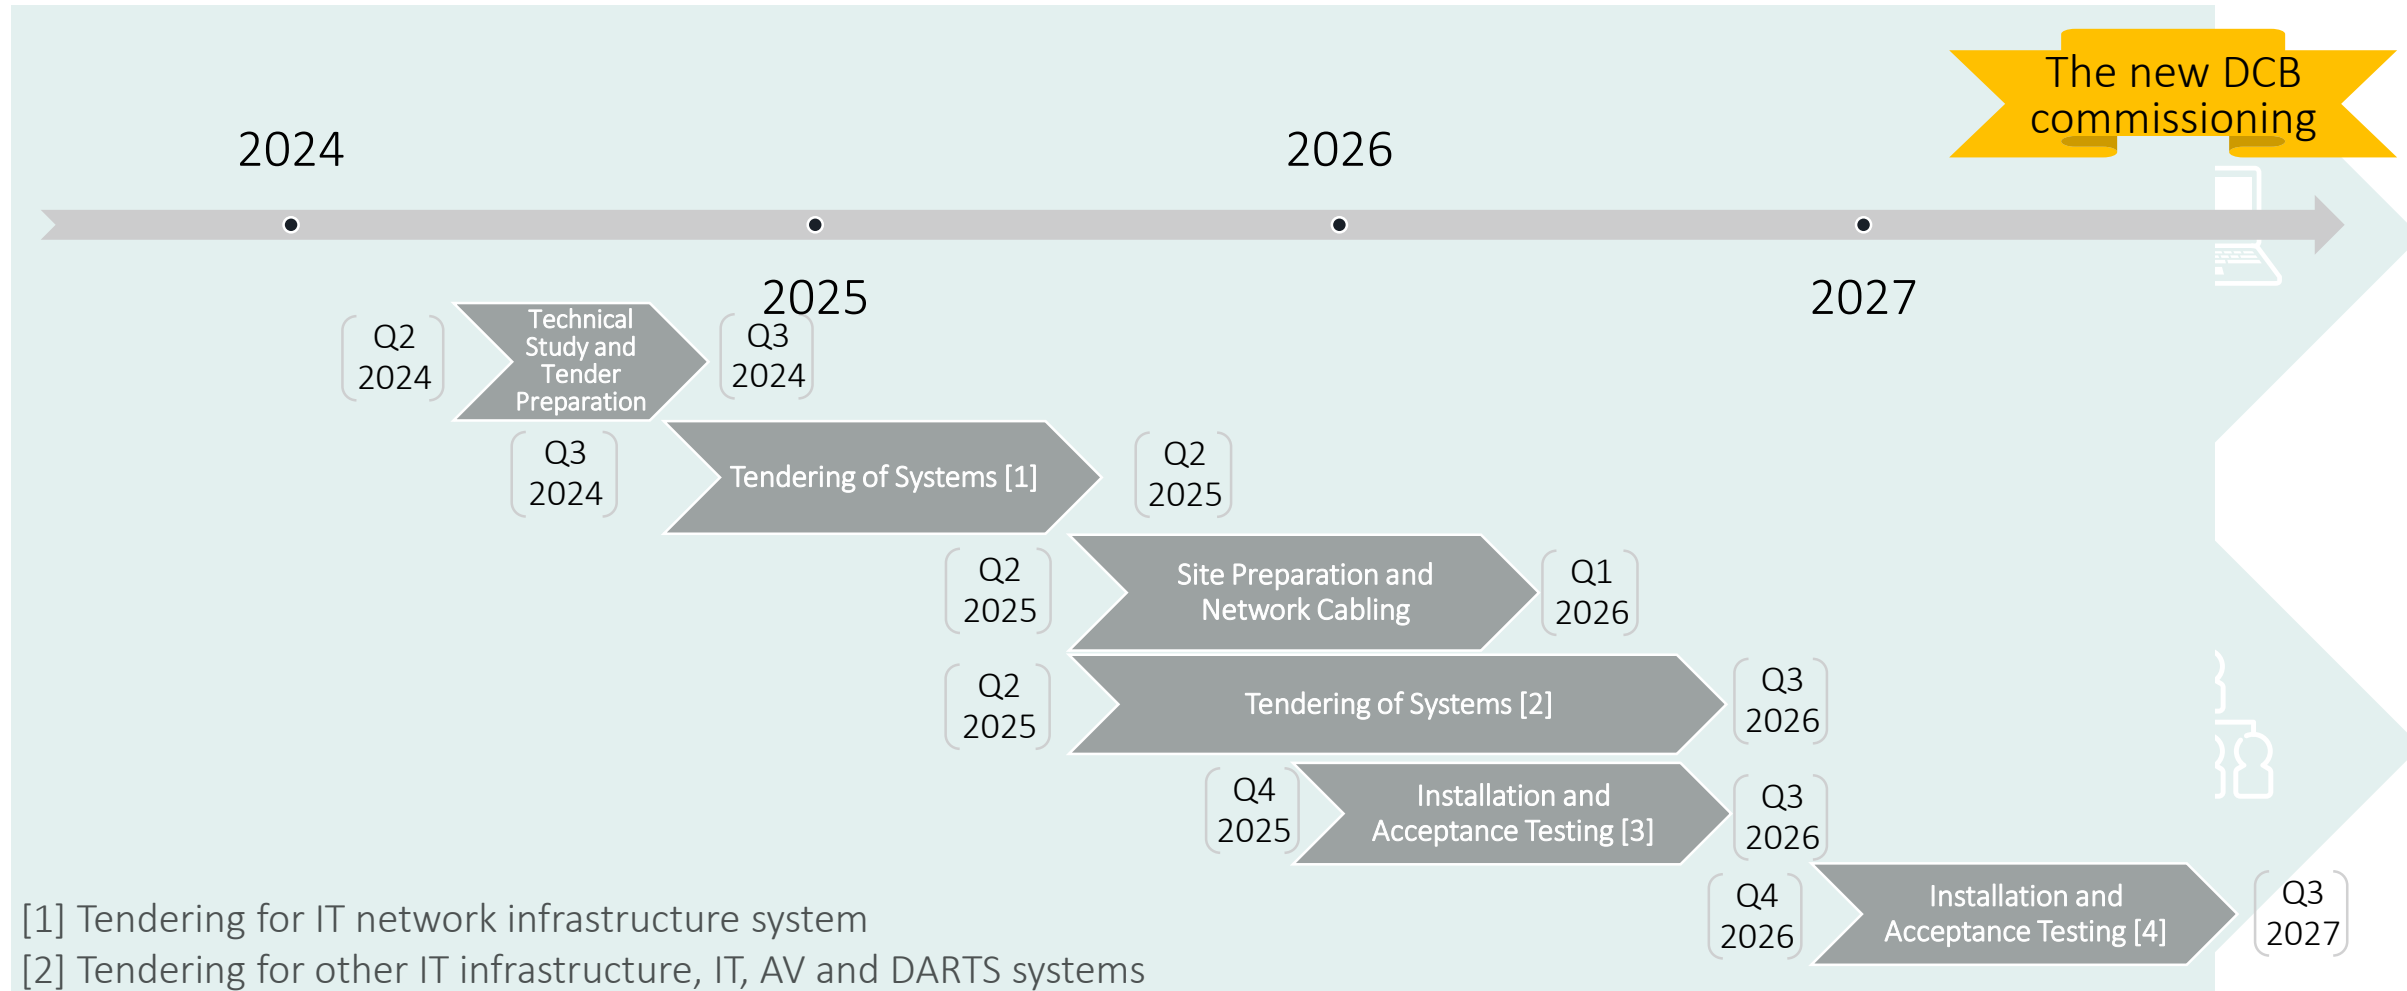 The new DCB
commissioning
2024
2026
2025
2027
Q2
2024
Technical
Study and
Tender
Preparation
Q3
2024
Q3
2024
Tendering of Systems [1]
Q2
2025
Q2
2025
Site Preparation and
Network Cabling
Q1
2026
Q2
2025
Tendering of Systems [2]
Q3
2026
Q4
2025
Installation and
Acceptance Testing [3]
Q3
2026
Q4
2026
Installation and
Acceptance Testing [4]
Q3
2027
[1] Tendering for IT network infrastructure system
[2] Tendering for other IT infrastructure, IT, AV and DARTS systems